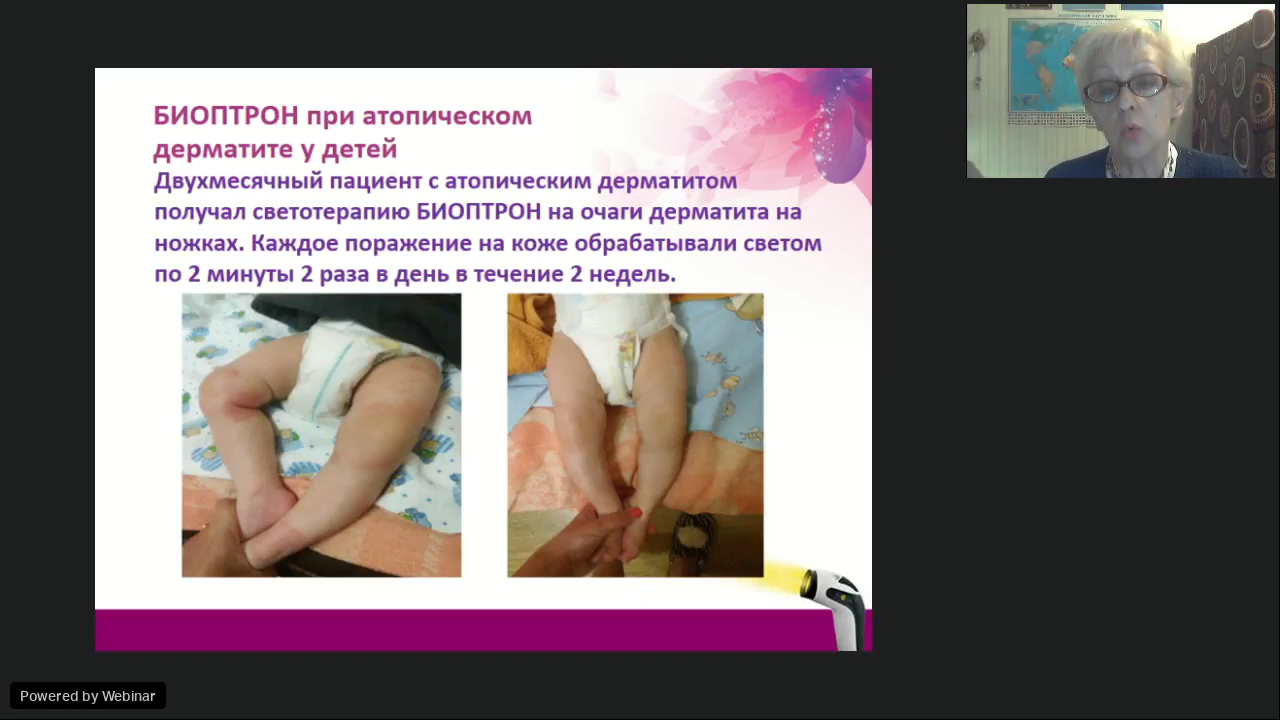 БИОПТРОН при атопическом
дерматите у детей
Двухмесячный пациент с атопическим дерматитом
получал светотерапию БИОПТРОН на очаги дерматита на
ножках. Каждое поражение на коже обрабатывали светом
по 2 минуты 2 раза в день в течение 2 недель.
Powered by Webinar